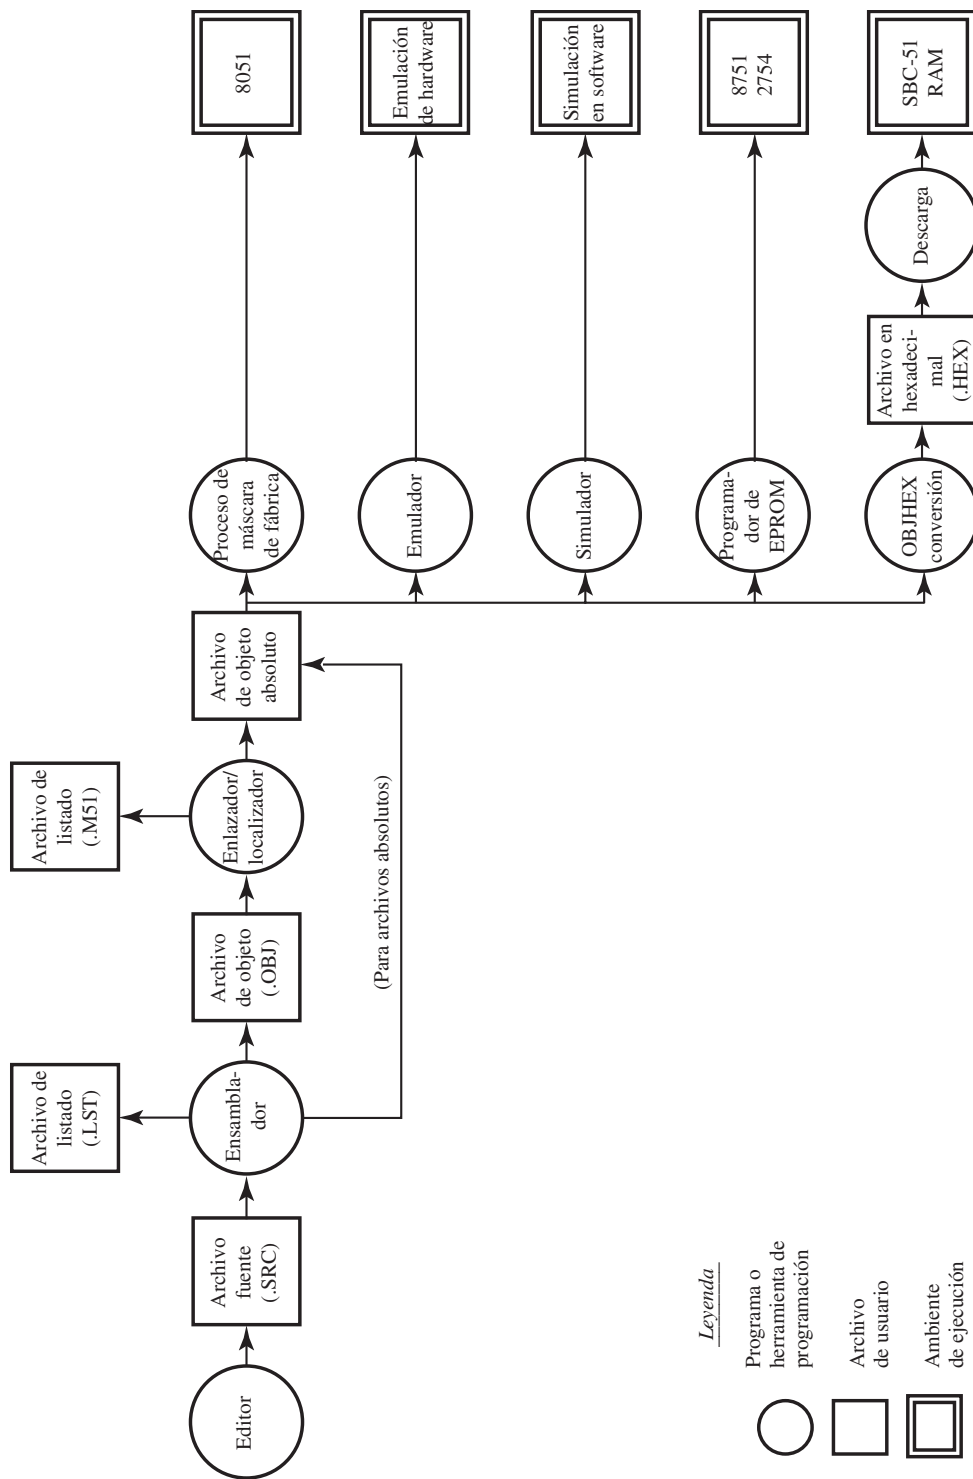 Editor
Archivo
fuente
(.SRC)
Ensambla-
dor
Archivo de
listado
(.LST)
Archivo
de objeto
(.OBJ)
Enlazador/
localizador
Archivo de
listado
(.M51)
(Para archivos absolutos)
Archivo
de objeto
absoluto
Proceso de
máscara
de fábrica
8051
Emulador
Emulación
de hardware
Simulador
Simulación
en software
Programa-
dor de
EPROM
8751
2754
OBJHEX
conversión
Archivo en
hexadeci-
mal
(.HEX)
Descarga
SBC-51
RAM
Leyenda
Programa o
herramienta de
programación
Archivo
de usuario
Ambiente
de ejecución